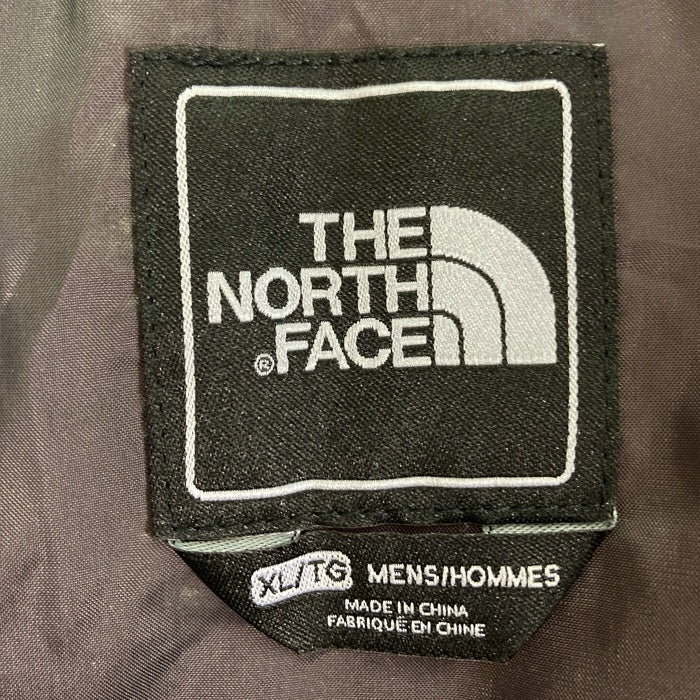 THE
NORTH
®FACE
XL/TG MENS/HOMMES
MADE IN CHINA
FABRIQUÉ EN CHINE